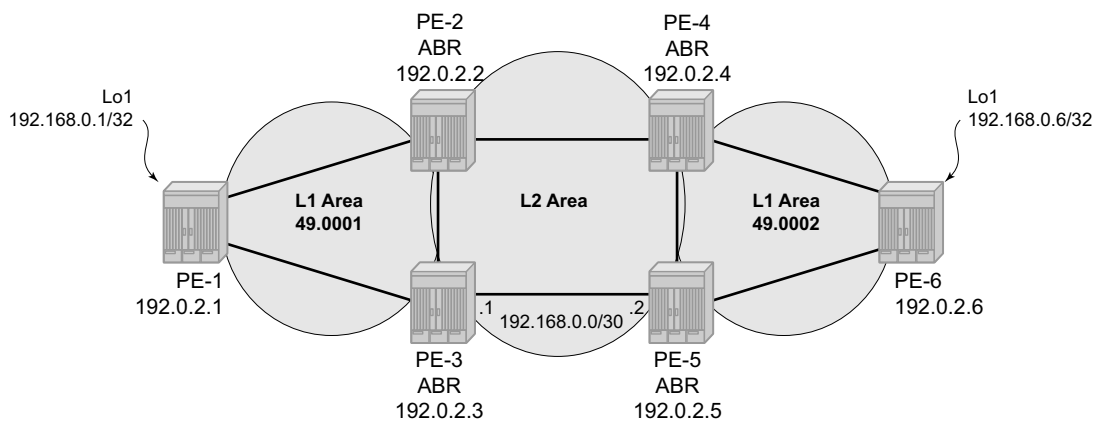 PE-2
ABR
192.0.2.2
PE-4
ABR
192.0.2.4
Lo1
192.168.0.1/32
Lo1
192.168.0.6/32
L1 Area
49.0001
L2 Area
L1 Area
49.0002
PE-1
192.0.2.1
PE-6
192.0.2.6
.1
192.168.0.0/30
.2
PE-3
ABR
192.0.2.3
PE-5
ABR
192.0.2.5